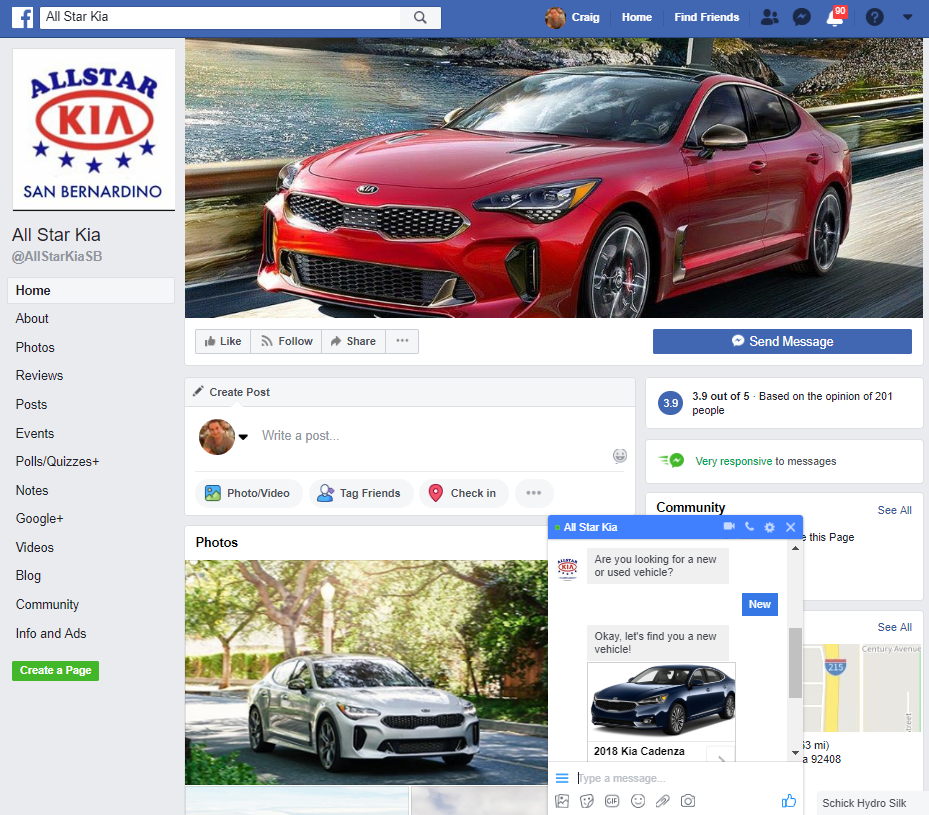 All Star Kia
Craig
Home
Find Friends
90
ALLSTAR
KIA
SAN BERNARDINO
All Star Kia
@AllStarKiaSB
Home
About
Photos
Reviews
Posts
Events
Polls/Quizzes+
Notes
Google+
Videos
Blog
Community
Info and Ads
Create a Page
KIA
Like
Follow
Share
Send Message
Create Post
Write a post...
Photo/Video
Tag Friends
Check in
3.9
3.9 out of 5 · Based on the opinion of 201
people
Very responsive to messages
Community
See All
e this Page
See All
Century Avenue
215
treet
63 mi)
a 92408
Photos
All Star Kia
ALLSTAR
KIA
Are you looking for a new
or used vehicle?
New
Okay, let's find you a new
vehicle!
2018 Kia Cadenza
Type a message...
GIF
Schick Hydro Silk